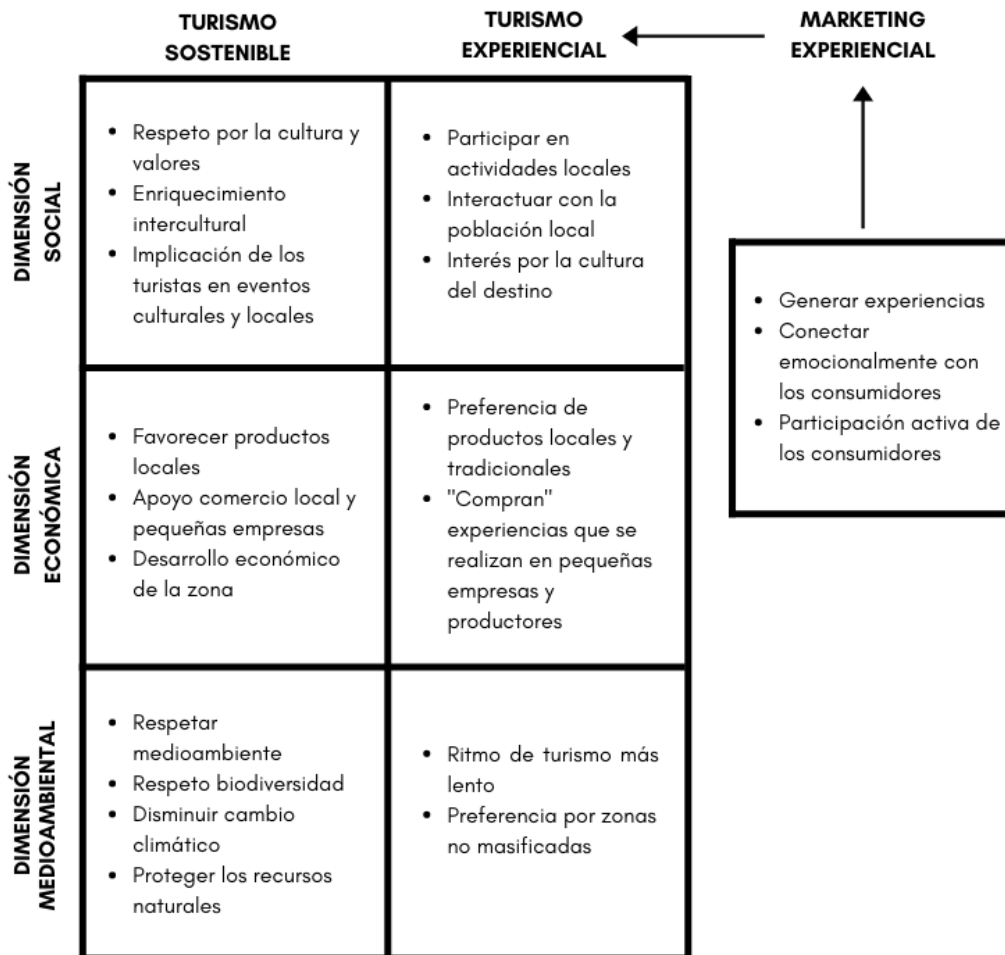 TURISMO
SOSTENIBLE
TURISMO
EXPERIENCIAL
MARKETING
EXPERIENCIAL
DIMENSIÓN
SOCIAL
• Respeto por la cultura y
valores
• Enriquecimiento
intercultural
• Implicación de los
turistas en eventos
culturales y locales
• Participar en
actividades locales
• Interactuar con la
población local
• Interés por la cultura
del destino
• Generar experiencias
• Conectar
emocionalmente con
los consumidores
• Participación activa de
los consumidores
DIMENSIÓN
ECONÓMICA
• Favorecer productos
locales
• Apoyo comercio local y
pequeñas empresas
• Desarrollo económico
de la zona
• Preferencia de
productos locales y
tradicionales
• "Compran"
experiencias que se
realizan en pequeñas
empresas y
productores
DIMENSIÓN
MEDIOAMBIENTAL
• Respetar
medioambiente
• Respeto biodiversidad
• Disminuir cambio
climático
• Proteger los recursos
naturales
• Ritmo de turismo más
lento
• Preferencia por zonas
no masificadas